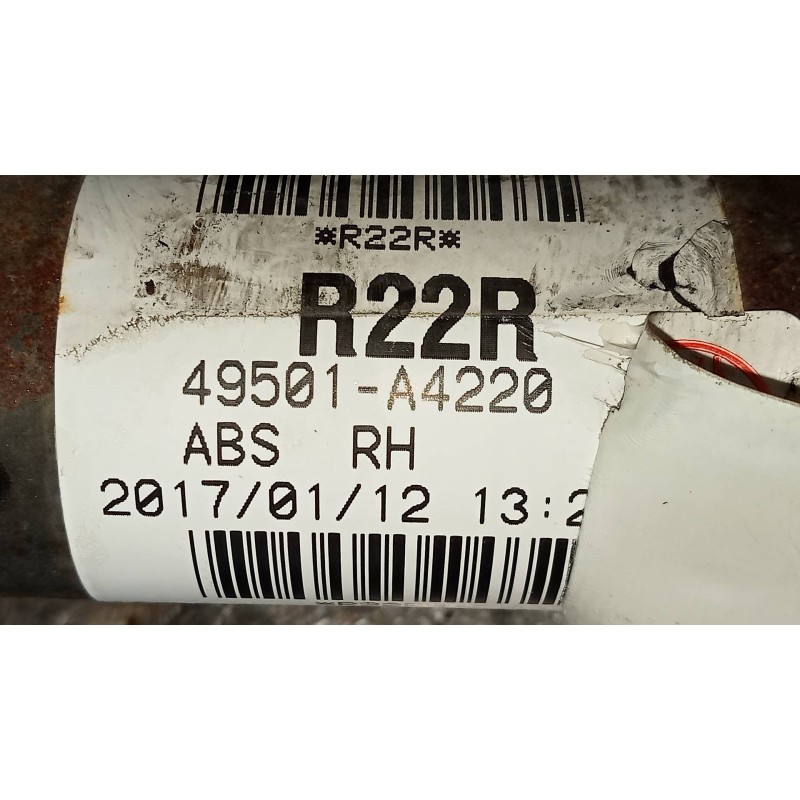 *R22R*
R22R
49501-A4220
ABS RH
2017/01/12 13:2